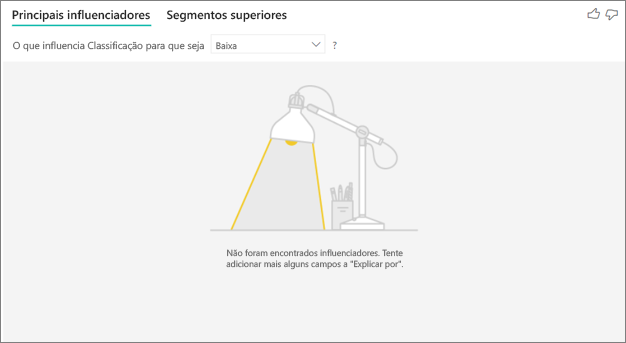 Principais influenciadores Segmentos superiores
O que influencia Classificação para que seja Baixa ?
Não foram encontrados influenciadores. Tente
adicionar mais alguns campos a "Explicar por".